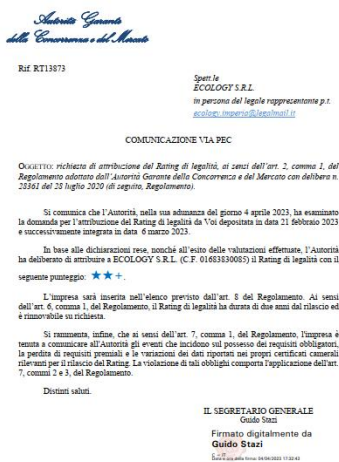 Autorità Garante
della Concorrenza e del Mercato
Rif. RT13873
Spett.le
ECOLOGY S.R.L.
in persona del legale rappresentante p.t.
ecology.imperia@legalmail.it
COMUNICAZIONE VIA PEC
OGGETTO: richiesta di attribuzione del Rating di legalità, ai sensi dell'art. 2, comma 1, del
Regolamento adottato dall'Autorità Garante della Concorrenza e del Mercato con delibera n.
28361 del 28 luglio 2020 (di seguito, Regolamento).
Si comunica che l'Autorità, nella sua adunanza del giorno 4 aprile 2023, ha esaminato
la domanda per l'attribuzione del Rating di legalità da Voi depositata in data 21 febbraio 2023
e successivamente integrata in data 6 marzo 2023.
In base alle dichiarazioni rese, nonché all'esito delle valutazioni effettuate, l'Autorità
ha deliberato di attribuire a ECOLOGY S.R.L. (C.F. 01683830085) il Rating di legalità con il
seguente punteggio: ★★+.
L'impresa sarà inserita nell'elenco previsto dall'art. 8 del Regolamento. Ai sensi
dell'art. 6, comma 1, del Regolamento, il Rating di legalità ha durata di due anni dal rilascio ed
è rinnovabile su richiesta.
Si rammenta, infine, che ai sensi dell'art. 7, comma 1, del Regolamento, l'impresa è
tenuta a comunicare all'Autorità gli eventi che incidono sul possesso dei requisiti obbligatori,
la perdita di requisiti premiali e le variazioni dei dati riportati nei propri certificati camerali
rilevanti per il rilascio del Rating. La violazione di tali obblighi comporta l'applicazione dell'art.
7, commi 2 e 3, del Regolamento.
Distinti saluti.
IL SEGRETARIO GENERALE
Guido Stazi
Firmato digitalmente da
Guido Stazi
C = IT
Data e ora della firma: 04/04/2023 17:32:43